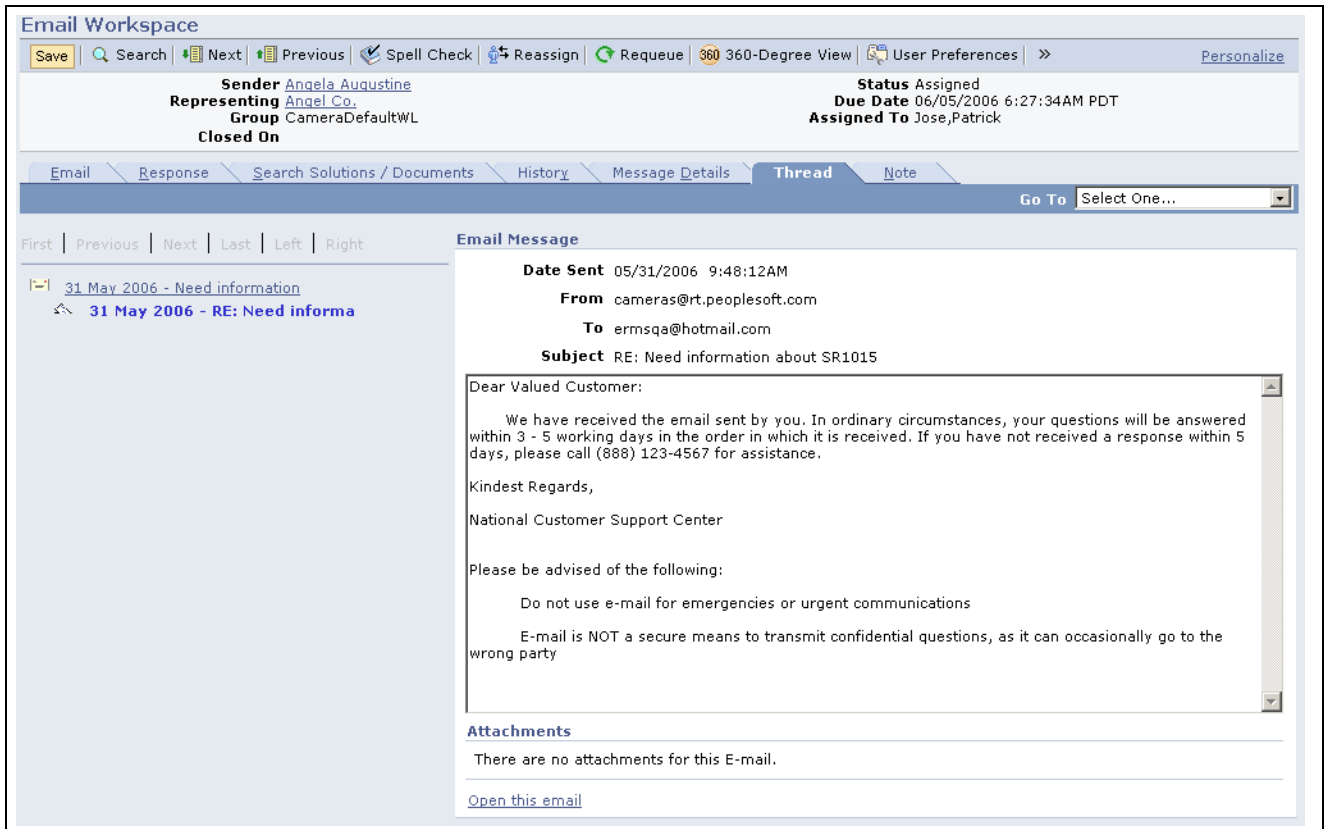 Email Workspace
Save | Search | Next | Previous | Spell Check | Reassign | Requeue | 360 360-Degree View | User Preferences | » Personalize
Sender Angela Augustine Status Assigned
Representing Angel Co. Due Date 06/05/2006 6:27:34AM PDT
Group CameraDefaultWL Assigned To Jose,Patrick
Closed On
Email Response Search Solutions / Documents History Message Details Thread Note
Go To Select One...
First | Previous | Next | Last | Left | Right
31 May 2006 - Need information
31 May 2006 - RE: Need informa
Email Message
Date Sent 05/31/2006 9:48:12AM
From cameras@rt.peoplesoft.com
To ermsqa@hotmail.com
Subject RE: Need information about SR1015
Dear Valued Customer:
We have received the email sent by you. In ordinary circumstances, your questions will be answered
within 3 - 5 working days in the order in which it is received. If you have not received a response within 5
days, please call (888) 123-4567 for assistance.
Kindest Regards,
National Customer Support Center
Please be advised of the following:
Do not use e-mail for emergencies or urgent communications
E-mail is NOT a secure means to transmit confidential questions, as it can occasionally go to the
wrong party
Attachments
There are no attachments for this E-mail.
Open this email